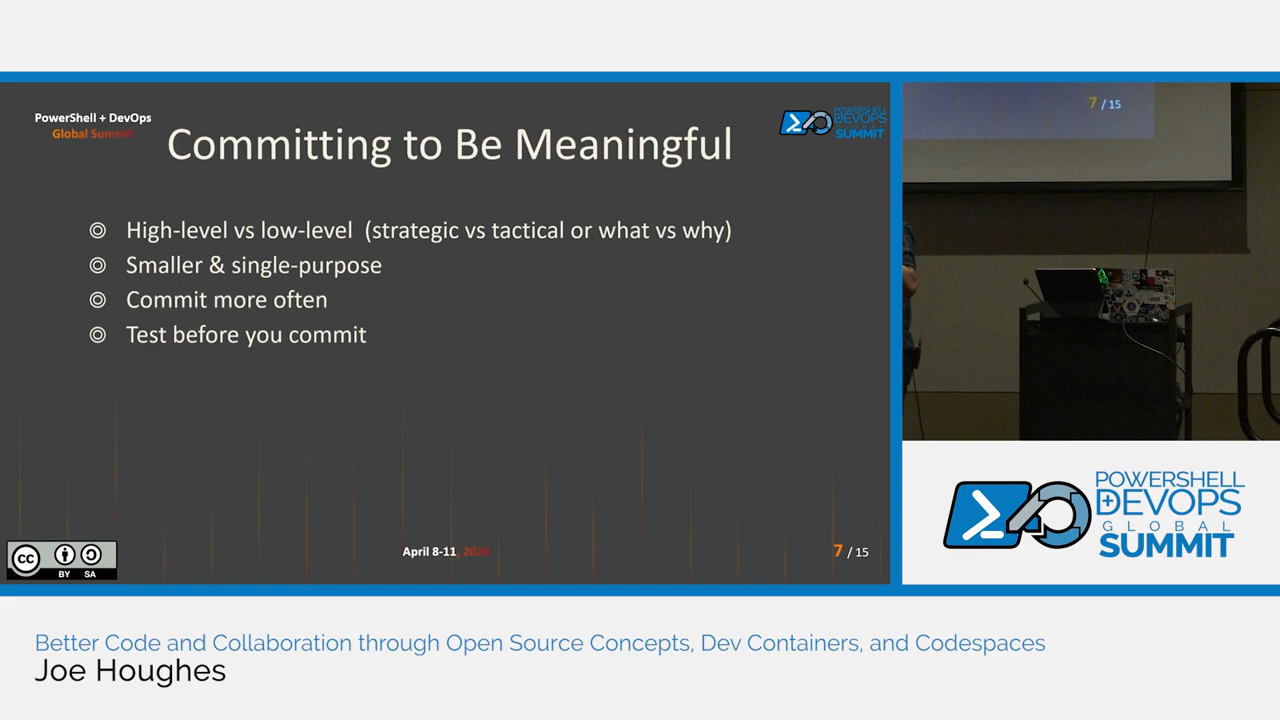 PowerShell + DevOps
Global Summit
POWERSHELL
DEVOPS
GLOBAL
SUMMIT
Committing to Be Meaningful
High-level vs low-level (strategic vs tactical or what vs why)
Smaller & single-purpose
Commit more often
Test before you commit
April 8-11, 2024
7 / 15
cc
BY SA
7 / 15
POWERSHELL
+DEVOPS
GLOBAL
SUMMIT
Better Code and Collaboration through Open Source Concepts, Dev Containers, and Codespaces
Joe Houghes